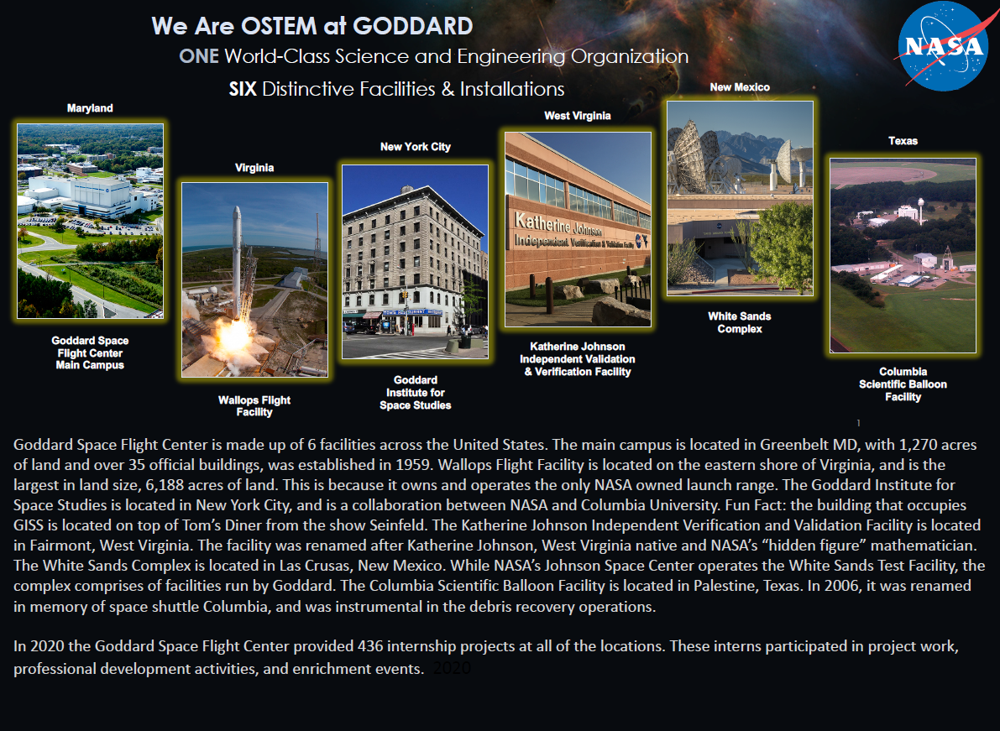 We Are OSTEM at GODDARD
ONE World-Class Science and Engineering Organization
SIX Distinctive Facilities & Installations
NASA
Maryland
Goddard Space
Flight Center
Main Campus
Virginia
Wallops Flight
Facility
New York City
TOM'S RESTAURANT
Goddard
Institute for
Space Studies
West Virginia
Katherine Johnson
Independent Verification & Validation Facility
Katherine Johnson
Independent Validation
& Verification Facility
New Mexico
White Sands
Complex
Texas
Columbia
Scientific Balloon
Facility
1
Goddard Space Flight Center is made up of 6 facilities across the United States. The main campus is located in Greenbelt MD, with 1,270 acres
of land and over 35 official buildings, was established in 1959. Wallops Flight Facility is located on the eastern shore of Virginia, and is the
largest in land size, 6,188 acres of land. This is because it owns and operates the only NASA owned launch range. The Goddard Institute for
Space Studies is located in New York City, and is a collaboration between NASA and Columbia University. Fun Fact: the building that occupies
GISS is located on top of Tom's Diner from the show Seinfeld. The Katherine Johnson Independent Verification and Validation Facility is located
in Fairmont, West Virginia. The facility was renamed after Katherine Johnson, West Virginia native and NASA's “hidden figure” mathematician.
The White Sands Complex is located in Las Crusas, New Mexico. While NASA's Johnson Space Center operates the White Sands Test Facility, the
complex comprises of facilities run by Goddard. The Columbia Scientific Balloon Facility is located in Palestine, Texas. In 2006, it was renamed
in memory of space shuttle Columbia, and was instrumental in the debris recovery operations.
In 2020 the Goddard Space Flight Center provided 436 internship projects at all of the locations. These interns participated in project work,
professional development activities, and enrichment events. 2020